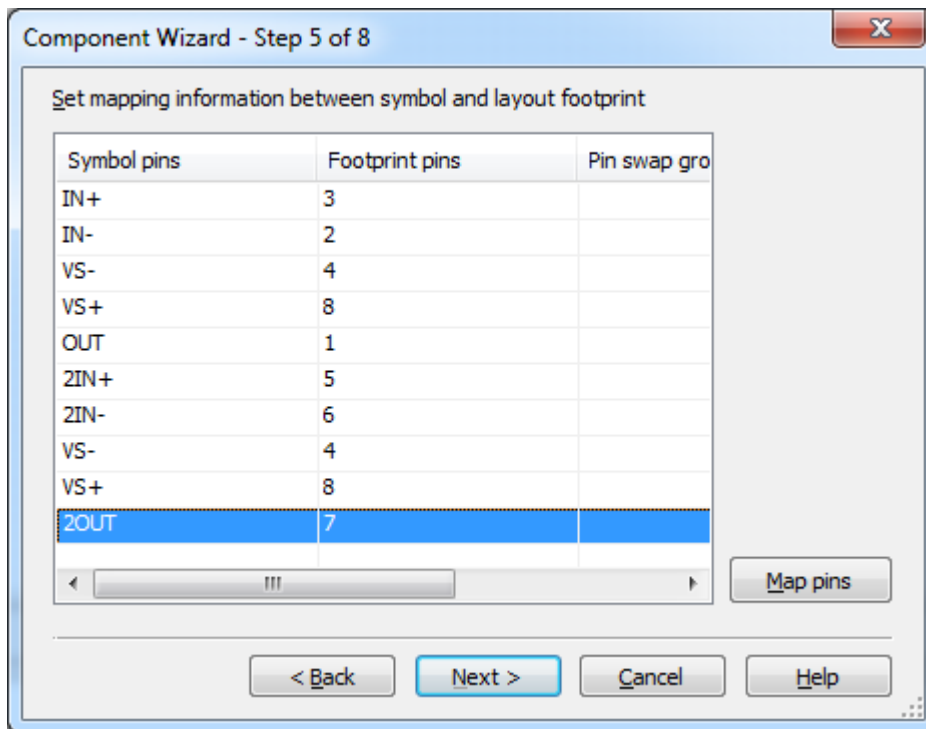 Component Wizard - Step 5 of 8
Set mapping information between symbol and layout footprint
Symbol pins Footprint pins Pin swap gro
IN+ 3
IN- 2
VS- 4
VS+ 8
OUT 1
2IN+ 5
2IN- 6
VS- 4
VS+ 8
2OUT 7
Map pins
< Back Next > Cancel Help